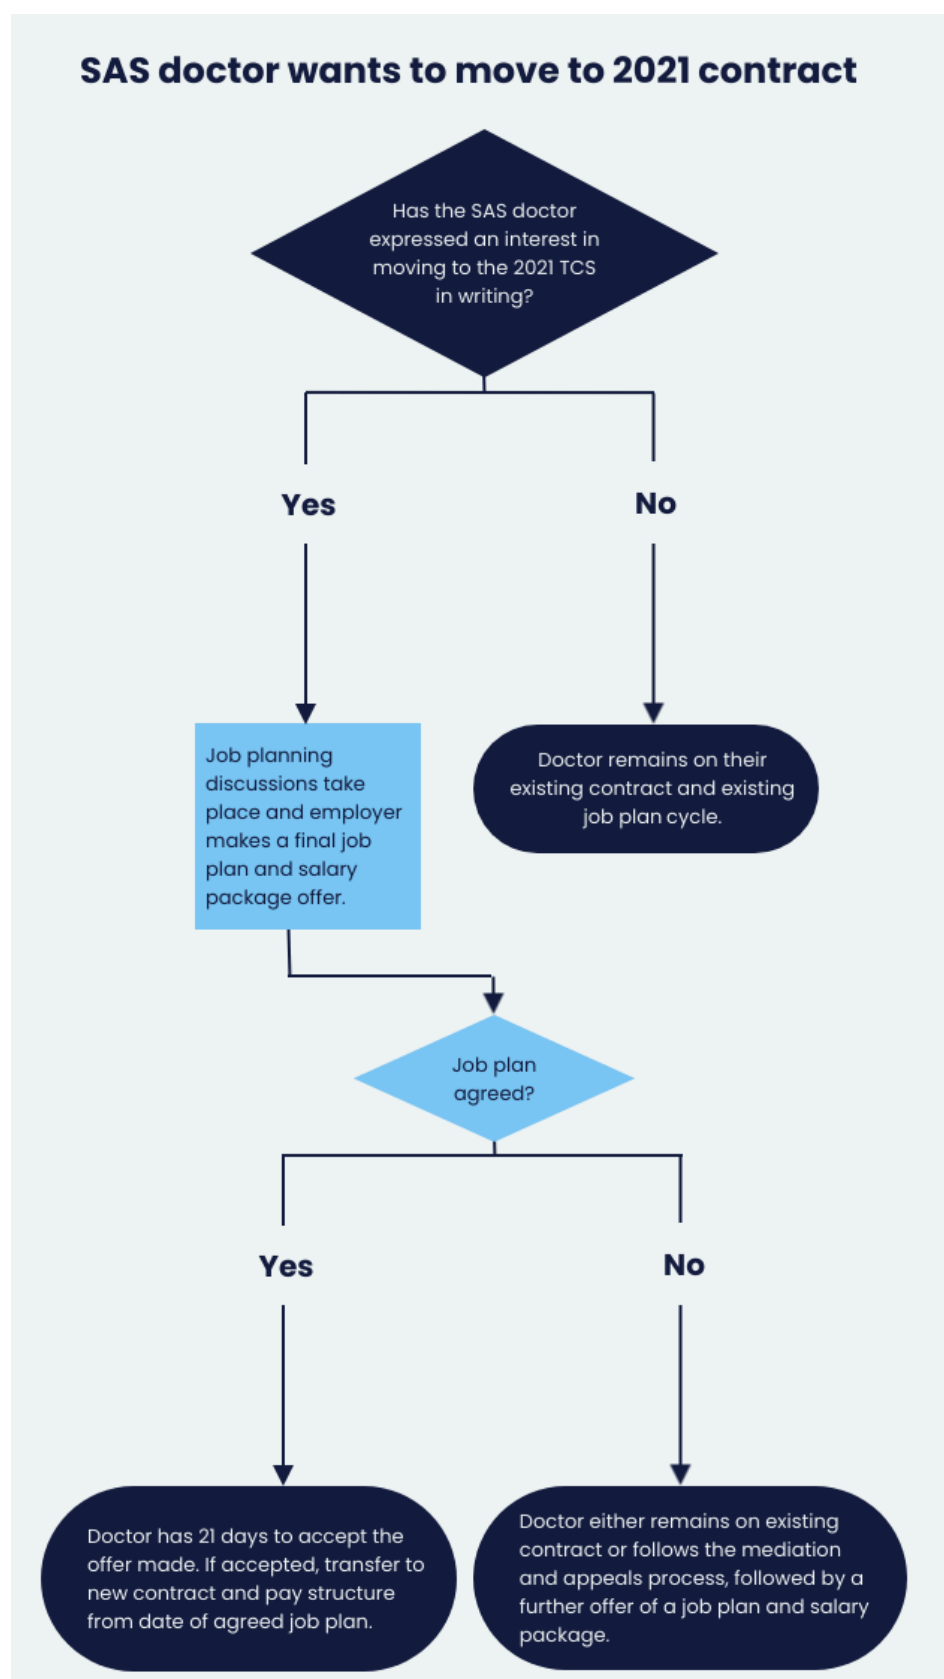 SAS doctor wants to move to 2021 contract
Has the SAS doctor
expressed an interest in
moving to the 2021 TCS
in writing?
Yes
No
Job planning
discussions take
place and employer
makes a final job
plan and salary
package offer.
Doctor remains on their
existing contract and existing
job plan cycle.
Job plan
agreed?
Yes
No
Doctor has 21 days to accept the
offer made. If accepted, transfer to
new contract and pay structure
from date of agreed job plan.
Doctor either remains on existing
contract or follows the mediation
and appeals process, followed by a
further offer of a job plan and salary
package.